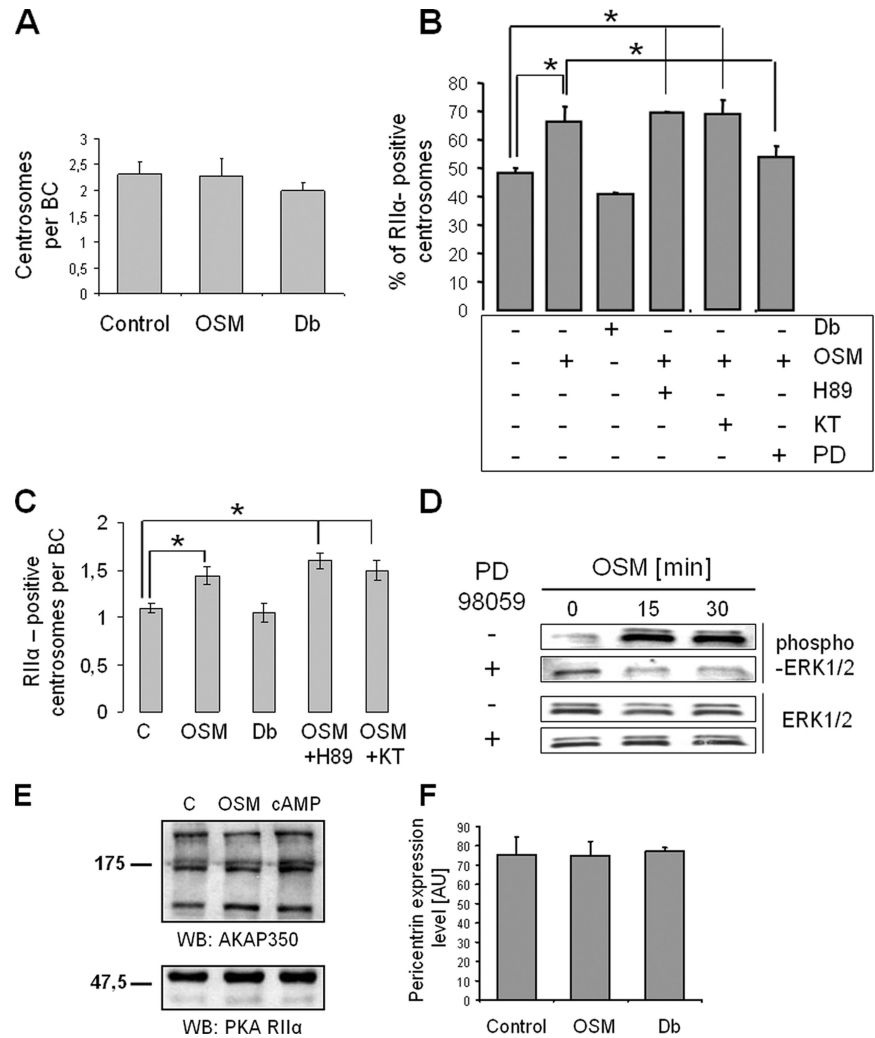 A
Centrosomes
per BC
3
2,5
2
1,5
1
0,5
0
Control OSM Db
B
% of RIIα- positive
centrosomes
80
70
60
50
40
30
20
10
0
* * *
- - + - - - Db
- + - + + + OSM
- - - + - - H89
- - - - + - KT
- - - - - + PD
C
RIIα – positive
centrosomes per BC
2
1,5
1
0,5
0
* *
C OSM Db OSM +H89 OSM +KT
D
PD
98059
OSM [min]
0 15 30
-
+
phospho
-ERK1/2
-
+
ERK1/2
E
C OSM cAMP
175
WB: AKAP350
47,5
WB: PKA RIIα
F
Pericentrin expression
level [AU]
90
80
70
60
50
40
30
20
10
0
Control OSM Db